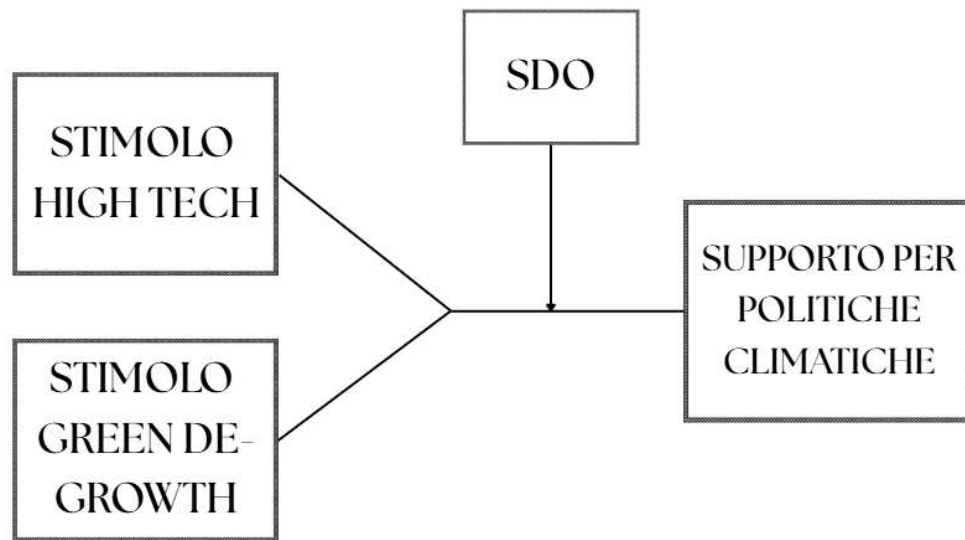 SDO
STIMOLO
HIGH TECH
SUPPORTO PER
POLITICHE
CLIMATICHE
STIMOLO
GREEN DE-
GROWTH